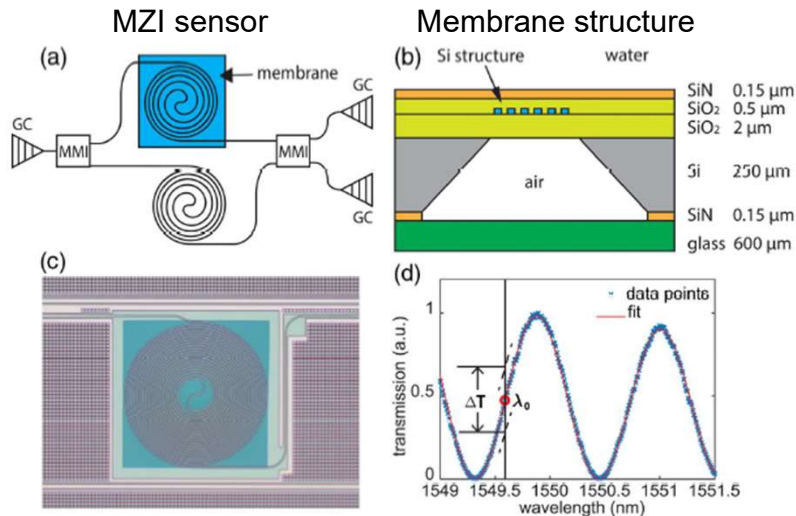 MZI sensor
Membrane structure
(a)
membrane
GC
MMI
MMI
GC
GC
(b)
Si structure
water
SiN 0.15 µm
SiO2 0.5 µm
SiO2 2 µm
Si 250 µm
air
SiN 0.15 µm
glass 600 µm
(c)
(d)
data points
fit
transmission (a.u.)
1
0.5
0
ΔT
λ0
1549 1549.5 1550 1550.5 1551 1551.5
wavelength (nm)